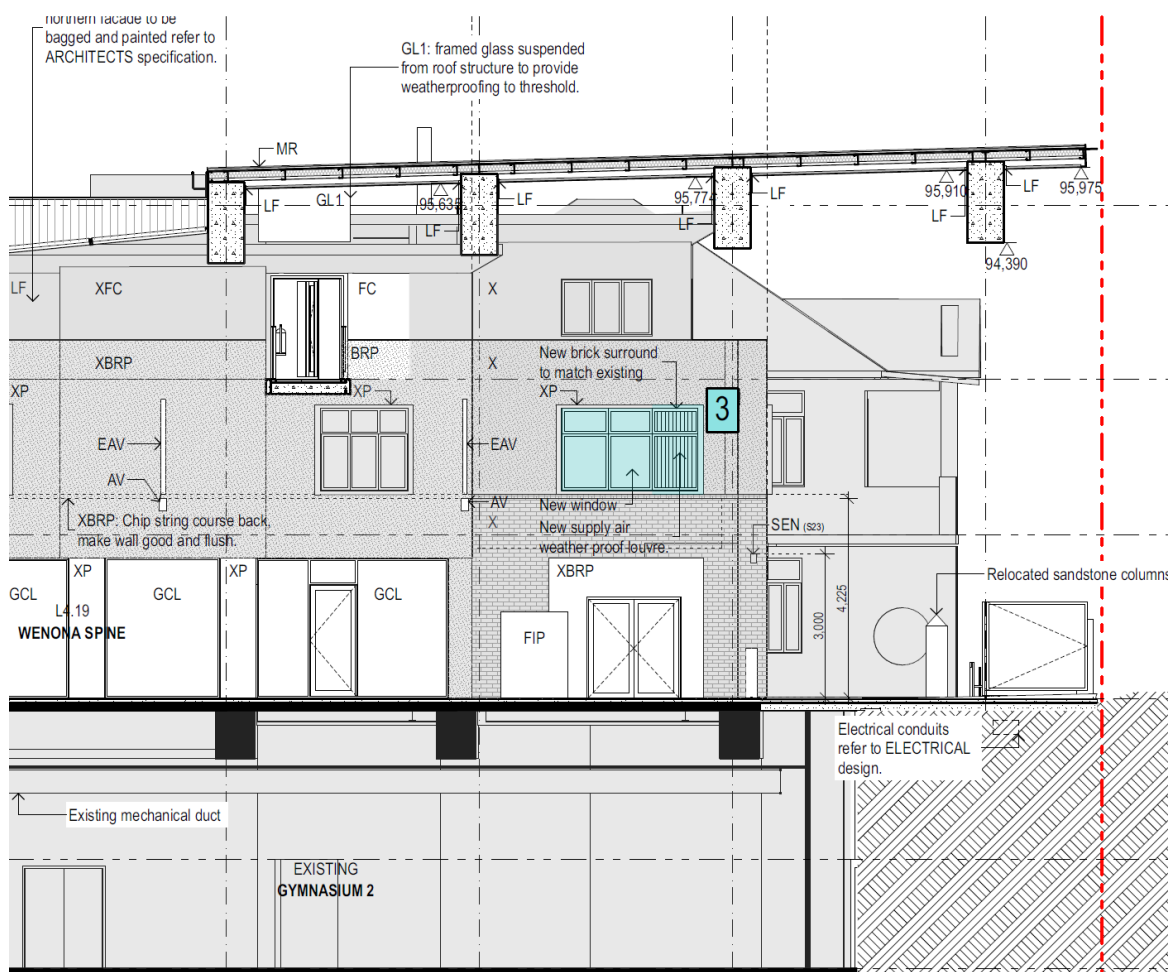 northern facade to be
bagged and painted refer to
ARCHITECTS specification.
GL1: framed glass suspended
from roof structure to provide
weatherproofing to threshold.
MR
LF
GL1
95,635
LF
LF
95,774
LF
LF
95,910
LF
LF
95,975
94,390
LF
XFC
FC
X
XBRP
BRP
X
New brick surround
to match existing
XP
XP
XP
3
EAV
EAV
AV
AV
New window
XBRP: Chip string course back,
make wall good and flush.
X
New supply air
weather proof louvre.
SEN (S23)
XP
XP
XBRP
Relocated sandstone columns
GCL
GCL
GCL
L4.19
WENONA SPINE
FIP
3,000
4,225
Electrical conduits
refer to ELECTRICAL
design.
Existing mechanical duct
EXISTING
GYMNASIUM 2